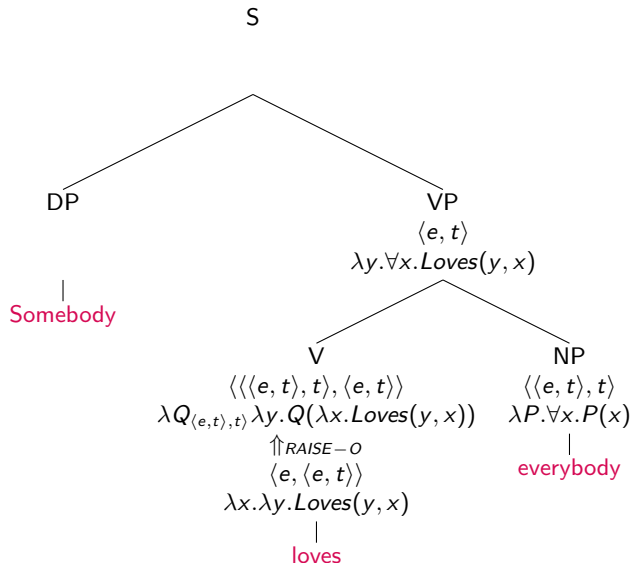 S
DP
VP
⟨e, t⟩
λy.∀x.Loves(y, x)
Somebody
V
NP
⟨⟨⟨e, t⟩, t⟩, ⟨e, t⟩⟩
⟨⟨e, t⟩, t⟩
λQ⟨⟨e,t⟩,t⟩λy.Q(λx.Loves(y, x))
λP.∀x.P(x)
⇑RAISE−O
everybody
⟨e, ⟨e, t⟩⟩
λx.λy.Loves(y, x)
loves